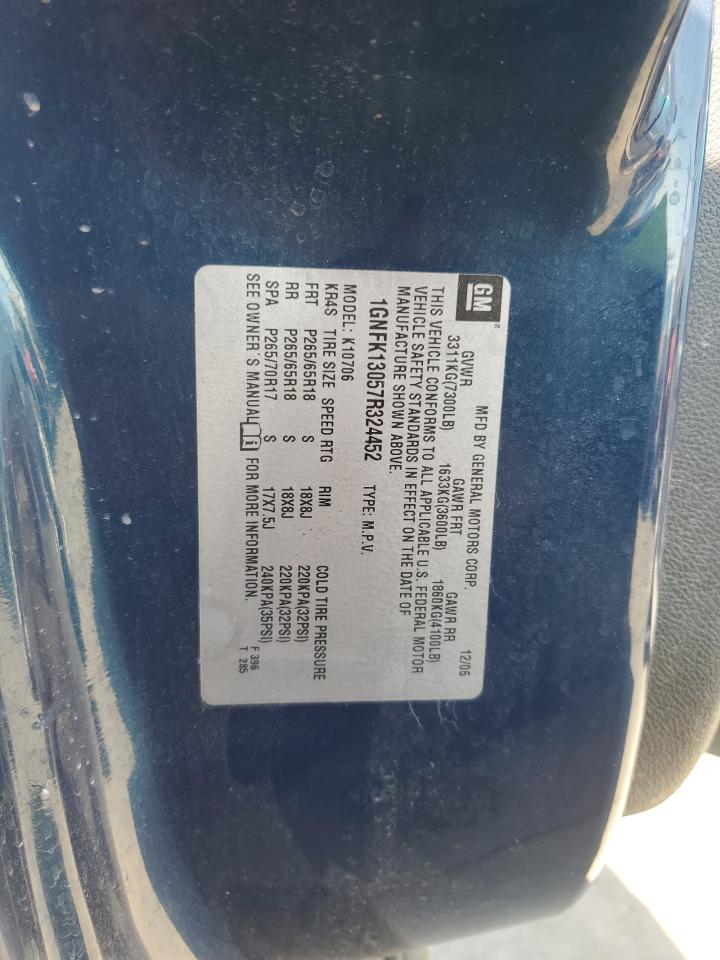 GM® MFD BY GENERAL MOTORS CORP. 12/06
GVWR GAWR FRT GAWR RR
3311KG(7300LB) 1633KG(3600LB) 1860KG(4100LB)
THIS VEHICLE CONFORMS TO ALL APPLICABLE U.S. FEDERAL MOTOR
VEHICLE SAFETY STANDARDS IN EFFECT ON THE DATE OF
MANUFACTURE SHOWN ABOVE.
1GNFK13057R324452 TYPE: M.P.V.
MODEL: K10706
KR4S TIRE SIZE SPEED RTG RIM COLD TIRE PRESSURE
FRT P265/65R18 S 18X8J 220KPA(32PSI)
RR P265/65R18 S 18X8J 220KPA(32PSI)
SPA P265/70R17 S 17X7.5J 240KPA(35PSI)
SEE OWNER'S MANUAL i FOR MORE INFORMATION.
F 396
T 285